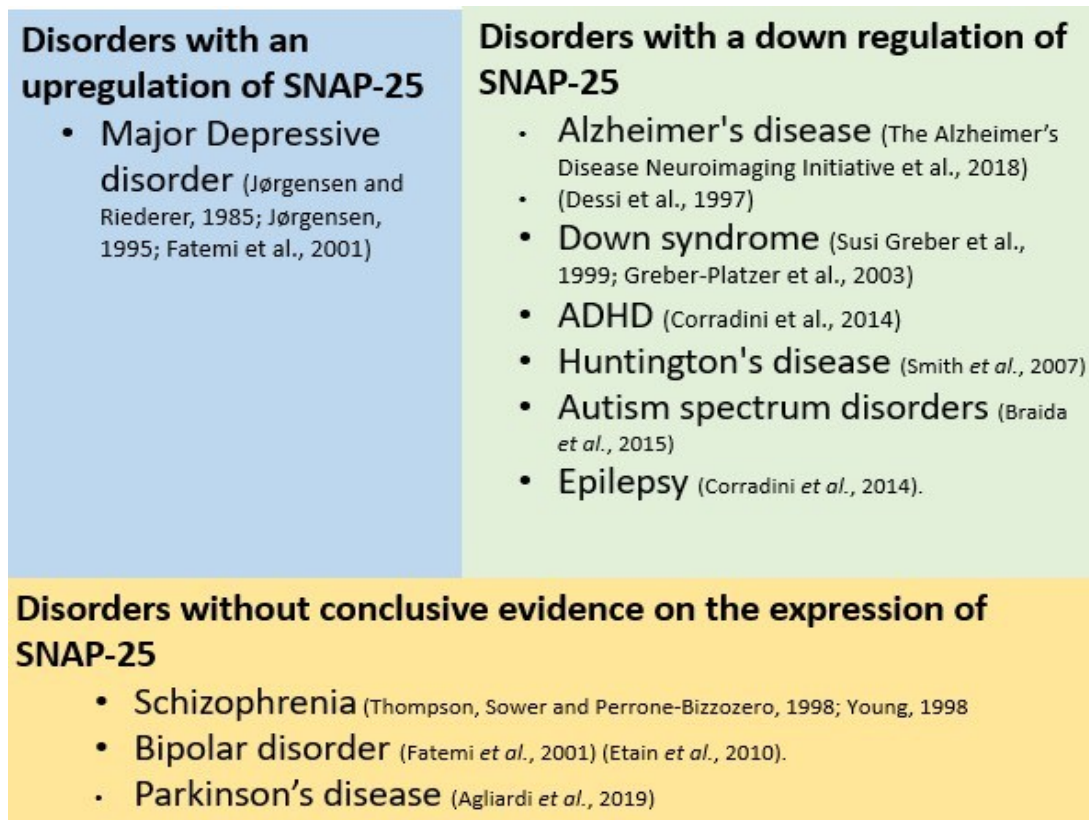 Disorders with an
upregulation of SNAP-25
• Major Depressive
disorder (Jørgensen and
Riederer, 1985; Jørgensen,
1995; Fatemi et al., 2001)
Disorders with a down regulation of
SNAP-25
• Alzheimer's disease (The Alzheimer’s
Disease Neuroimaging Initiative et al., 2018)
• (Dessi et al., 1997)
• Down syndrome (Susi Greber et al.,
1999; Greber-Platzer et al., 2003)
• ADHD (Corradini et al., 2014)
• Huntington's disease (Smith et al., 2007)
• Autism spectrum disorders (Braida
et al., 2015)
• Epilepsy (Corradini et al., 2014).
Disorders without conclusive evidence on the expression of
SNAP-25
• Schizophrenia (Thompson, Sower and Perrone-Bizzozero, 1998; Young, 1998
• Bipolar disorder (Fatemi et al., 2001) (Etain et al., 2010).
• Parkinson’s disease (Agliardi et al., 2019)